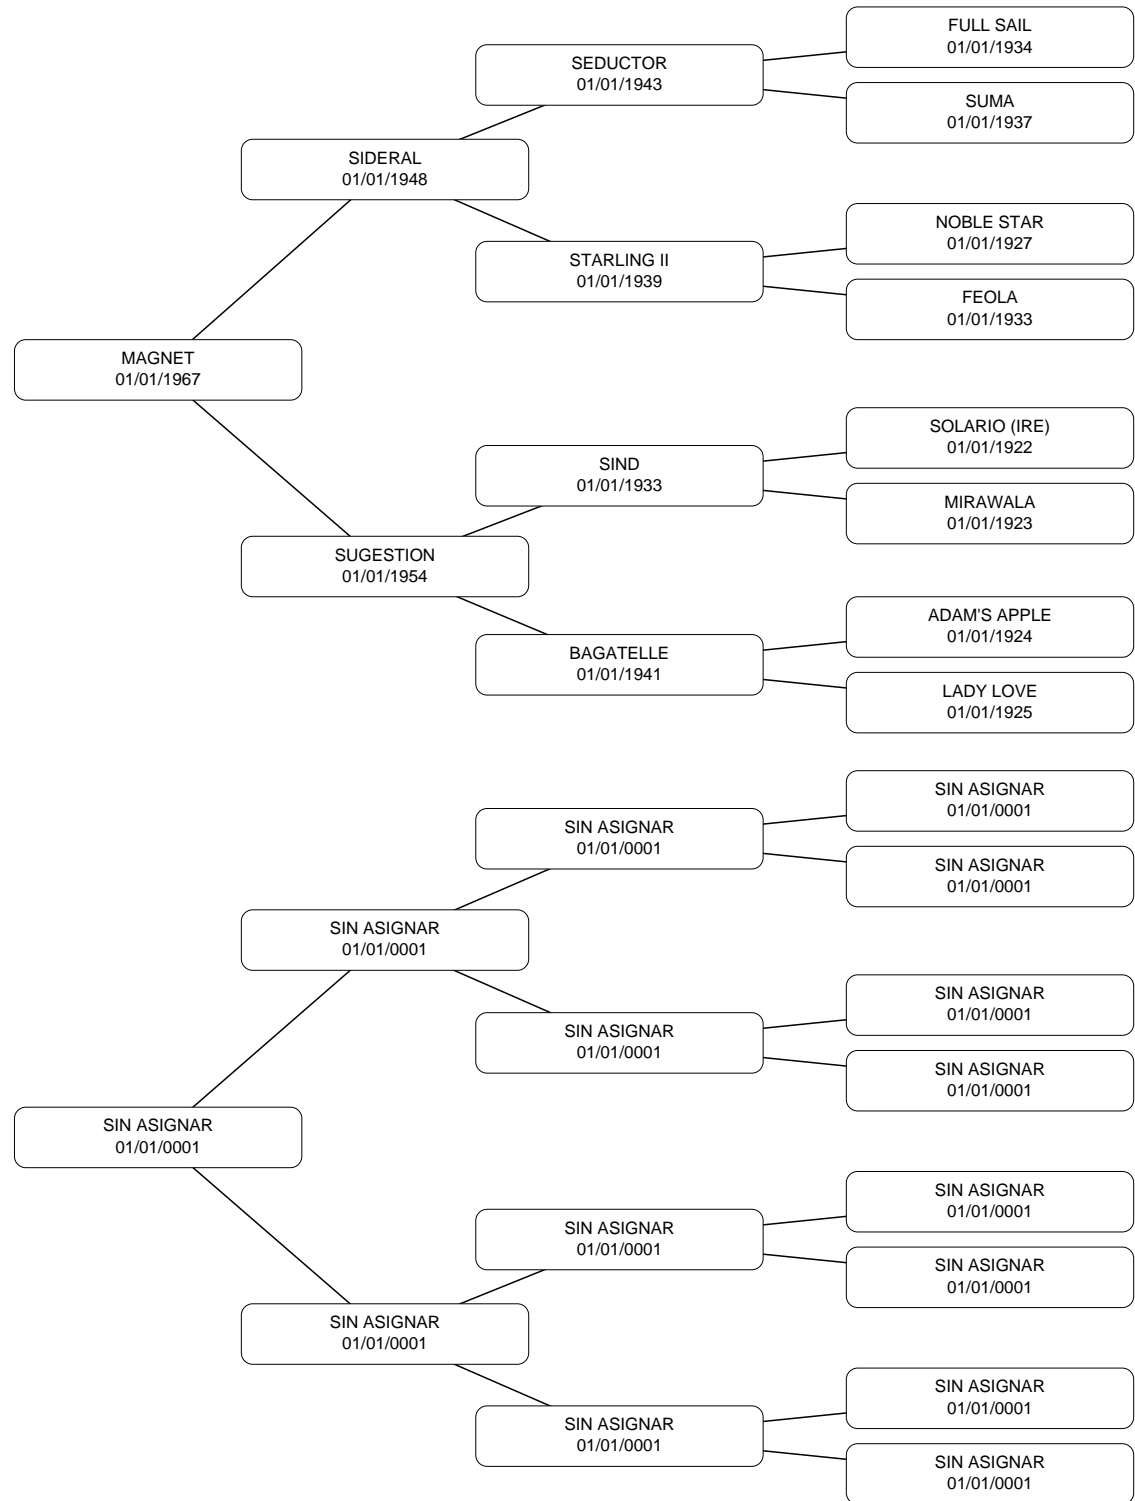 FULL SAIL
01/01/1934
SEDUCTOR
01/01/1943
SUMA
01/01/1937
SIDERAL
01/01/1948
NOBLE STAR
01/01/1927
STARLING II
01/01/1939
FEOLA
01/01/1933
MAGNET
01/01/1967
SOLARIO (IRE)
01/01/1922
SIND
01/01/1933
MIRAWALA
01/01/1923
SUGESTION
01/01/1954
ADAM'S APPLE
01/01/1924
BAGATELLE
01/01/1941
LADY LOVE
01/01/1925
SIN ASIGNAR
01/01/0001
SIN ASIGNAR
01/01/0001
SIN ASIGNAR
01/01/0001
SIN ASIGNAR
01/01/0001
SIN ASIGNAR
01/01/0001
SIN ASIGNAR
01/01/0001
SIN ASIGNAR
01/01/0001
SIN ASIGNAR
01/01/0001
SIN ASIGNAR
01/01/0001
SIN ASIGNAR
01/01/0001
SIN ASIGNAR
01/01/0001
SIN ASIGNAR
01/01/0001
SIN ASIGNAR
01/01/0001
SIN ASIGNAR
01/01/0001
SIN ASIGNAR
01/01/0001